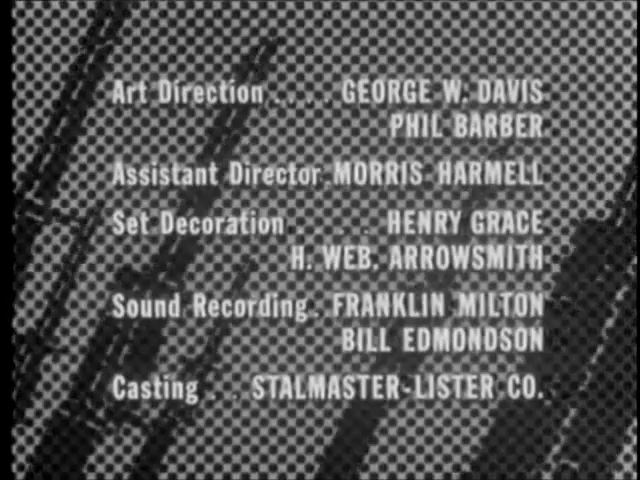 Art Direction . . . . GEORGE W. DAVIS
PHIL BARBER
Assistant Director . MORRIS HARMELL
Set Decoration . . . . HENRY GRACE
H. WEB. ARROWSMITH
Sound Recording . FRANKLIN MILTON
BILL EDMONDSON
Casting . . STALMASTER-LISTER CO.